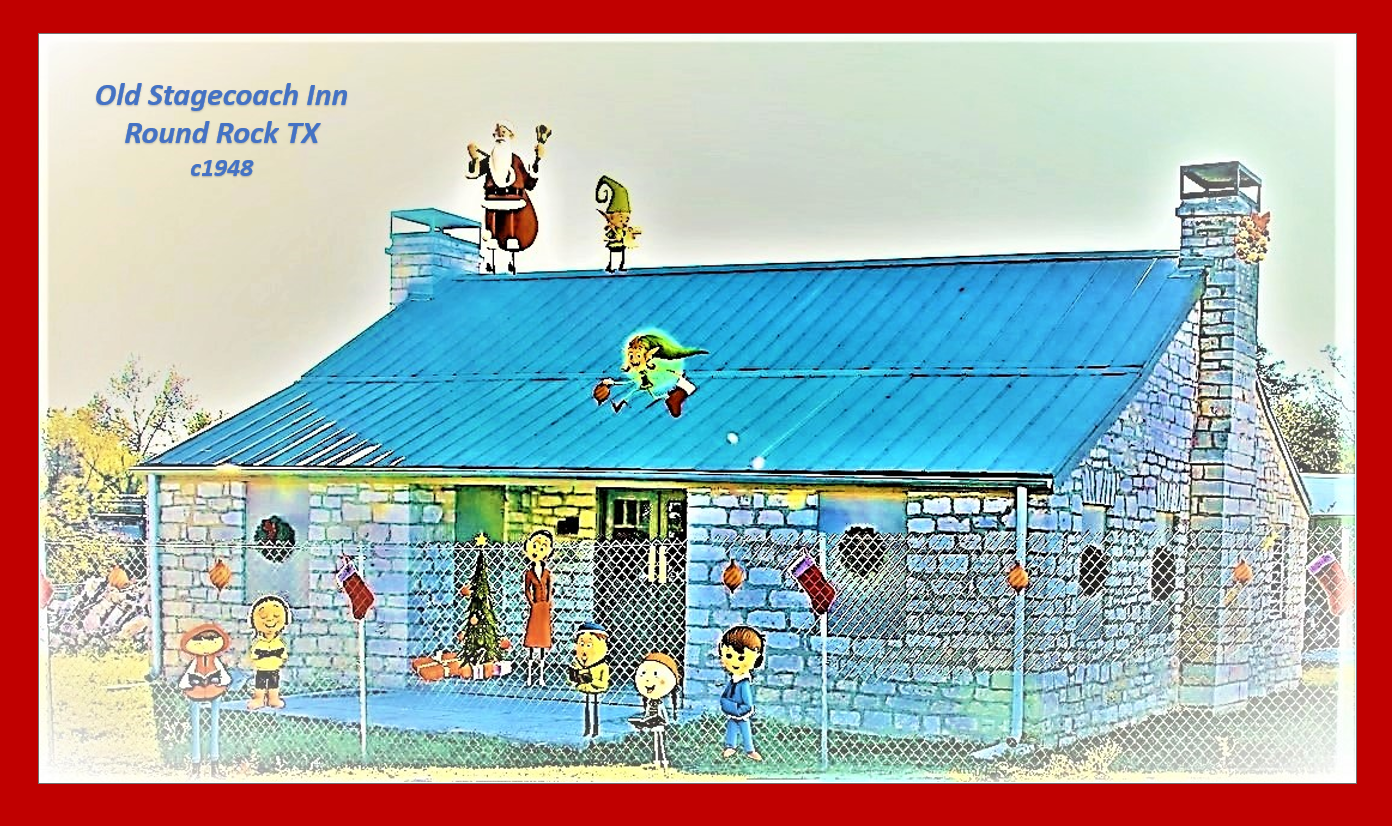 Old Stagecoach Inn
Round Rock TX
c1948